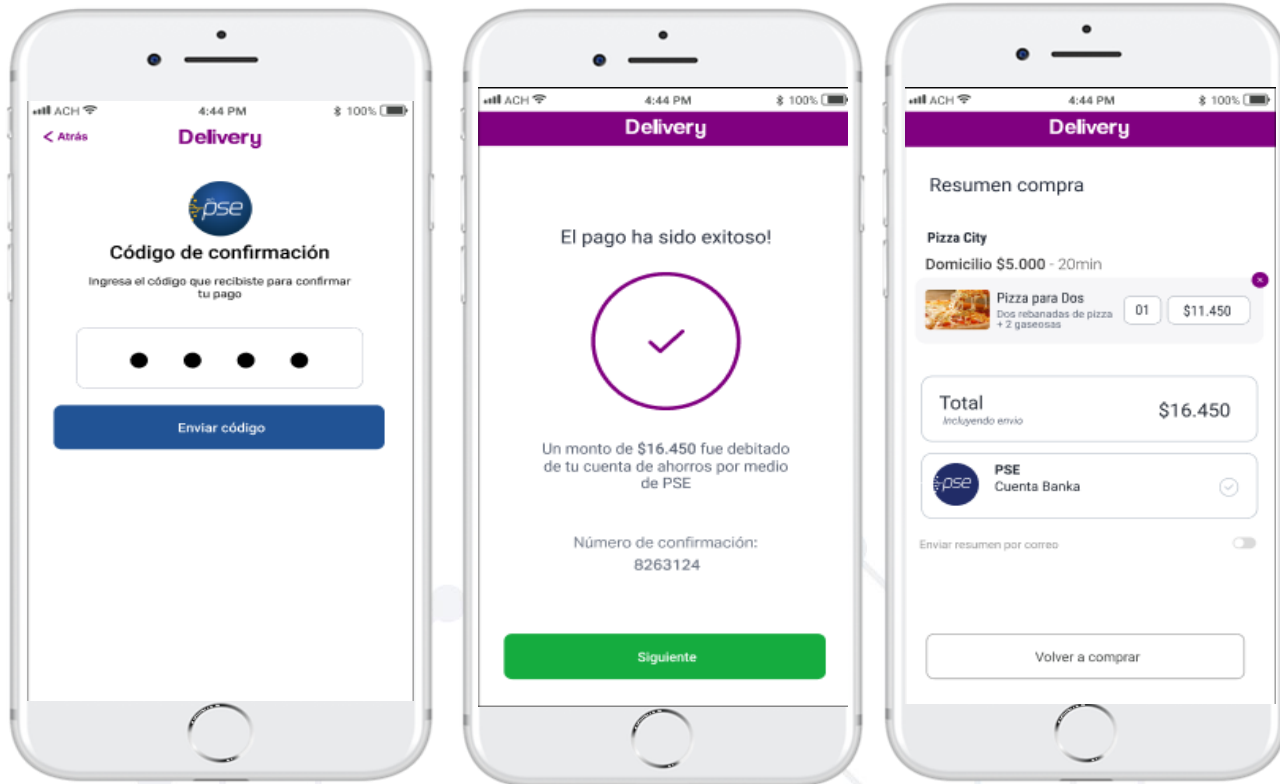 ACH 4:44 PM 100%
< Atrás Delivery
pse
Código de confirmación
Ingresa el código que recibiste para confirmar
tu pago
Enviar código
ACH 4:44 PM 100%
Delivery
El pago ha sido exitoso!
Un monto de $16.450 fue debitado
de tu cuenta de ahorros por medio
de PSE
Número de confirmación:
8263124
Siguiente
ACH 4:44 PM 100%
Delivery
Resumen compra
Pizza City
Domicilio $5.000 - 20min
Pizza para Dos
Dos rebanadas de pizza
+ 2 gaseosas
01 $11.450
Total
Incluyendo envio
$16.450
pse
PSE
Cuenta Banka
Enviar resumen por correo
Volver a comprar